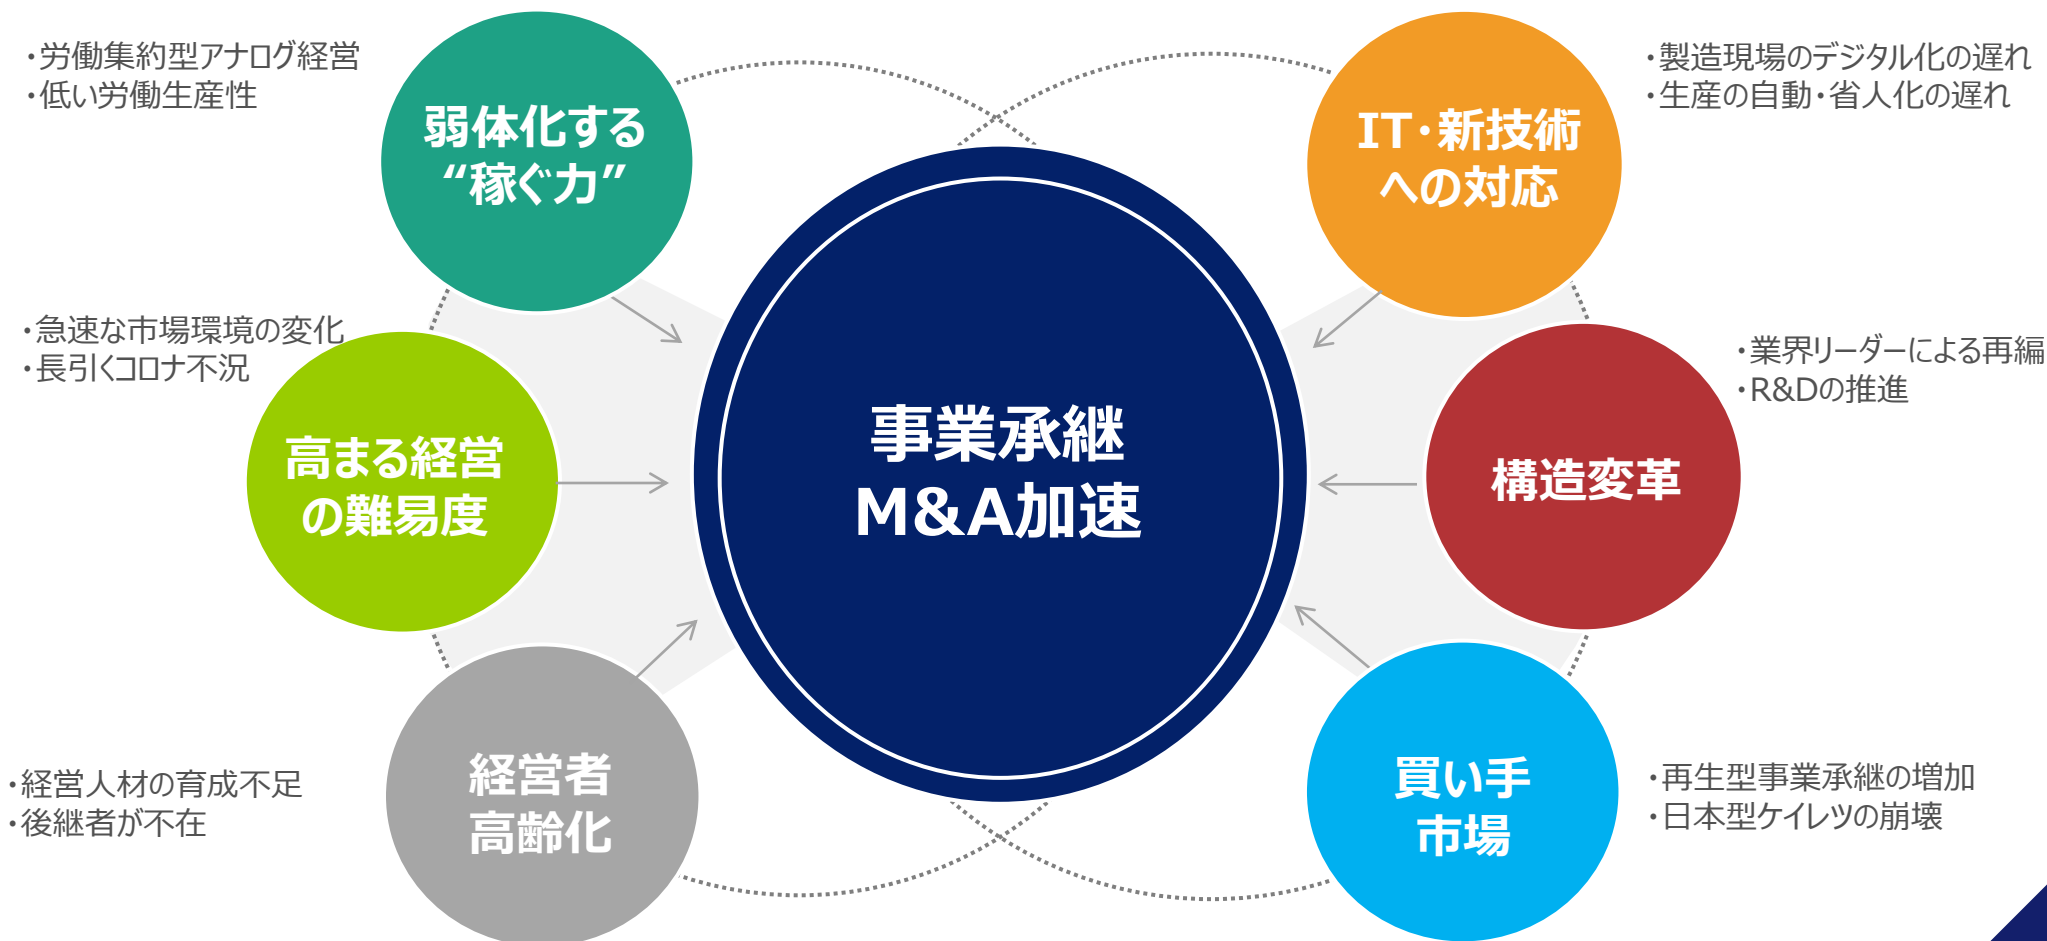 ・労働集約型アナログ経営
・低い労働生産性
弱体化する
“稼ぐ力”
・急速な市場環境の変化
・長引くコロナ不況
高まる経営
の難易度
・経営人材の育成不足
・後継者が不在
経営者
高齢化
事業承継
M&A加速
IT・新技術
への対応
・製造現場のデジタル化の遅れ
・生産の自動・省人化の遅れ
構造変革
・業界リーダーによる再編
・R&Dの推進
買い手
市場
・再生型事業承継の増加
・日本型ケイレツの崩壊